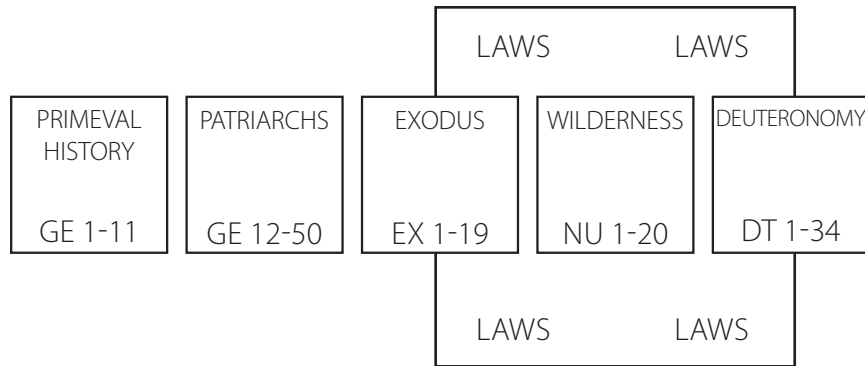 LAWS LAWS
PRIMEVAL
HISTORY
GE 1-11
PATRIARCHS
GE 12-50
EXODUS
EX 1-19
WILDERNESS
NU 1-20
DEUTERONOMY
DT 1-34
LAWS LAWS